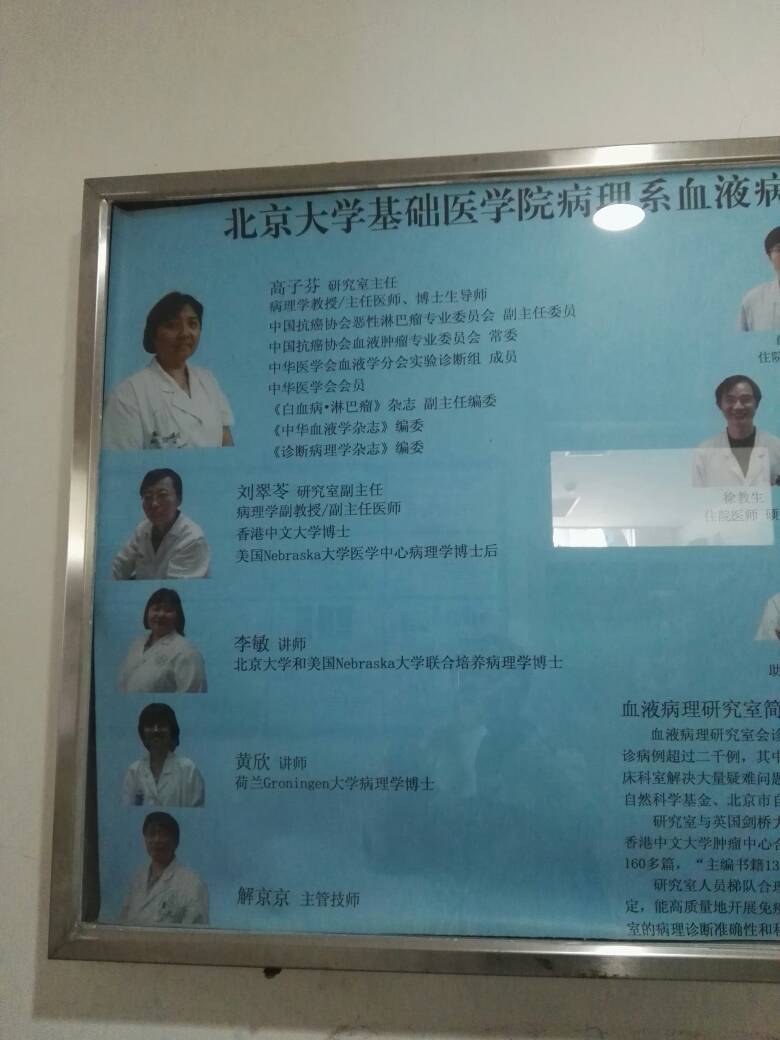 北京大学基础医学院病理系血液病
高子芬 研究室主任
病理学教授/主任医师、博士生导师
中国抗癌协会恶性淋巴瘤专业委员会 副主任委员
中国抗癌协会血液肿瘤专业委员会 常委
中华医学会血液学分会实验诊断组 成员
中华医学会会员
《白血病•淋巴瘤》杂志 副主任编委
《中华血液学杂志》编委
《诊断病理学杂志》编委
刘翠苓 研究室副主任
病理学副教授/副主任医师
香港中文大学博士
美国Nebraska大学医学中心病理学博士后
李敏 讲师
北京大学和美国Nebraska大学联合培养病理学博士
黄欣 讲师
荷兰Groningen大学病理学博士
解京京 主管技师
住院
徐教生
住院医师 硕
助
血液病理研究室简
血液病理研究室会诊
诊病例超过二千例，其中
床科室解决大量疑难问题
自然科学基金、北京市自
研究室与英国剑桥大
香港中文大学肿瘤中心合
160多篇，“主编书籍13
研究室人员梯队合理
定，能高质量地开展免疫
室的病理诊断准确性和科